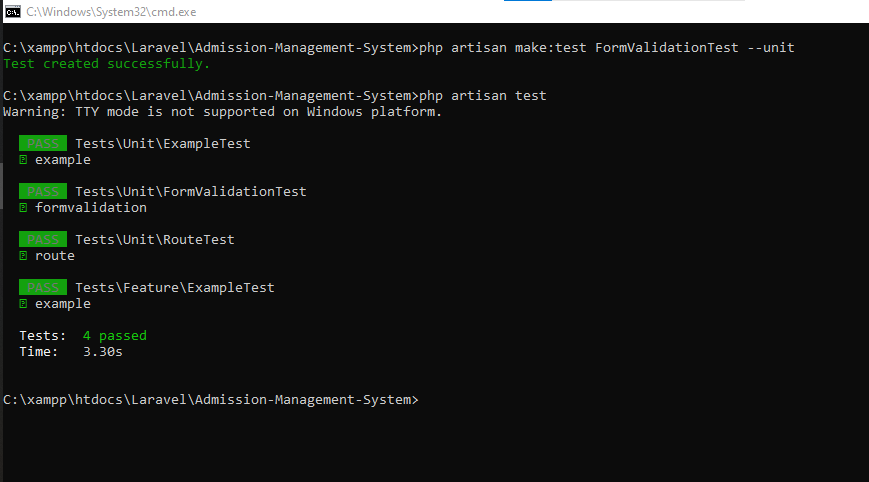 C:\Windows\System32\cmd.exe
C:\xampp\htdocs\Laravel\Admission-Management-System>php artisan make:test FormValidationTest --unit
Test created successfully.
C:\xampp\htdocs\Laravel\Admission-Management-System>php artisan test
Warning: TTY mode is not supported on Windows platform.
PASS Tests\Unit\ExampleTest
example
PASS Tests\Unit\FormValidationTest
formvalidation
PASS Tests\Unit\RouteTest
route
PASS Tests\Feature\ExampleTest
example
Tests: 4 passed
Time: 3.30s
C:\xampp\htdocs\Laravel\Admission-Management-System>